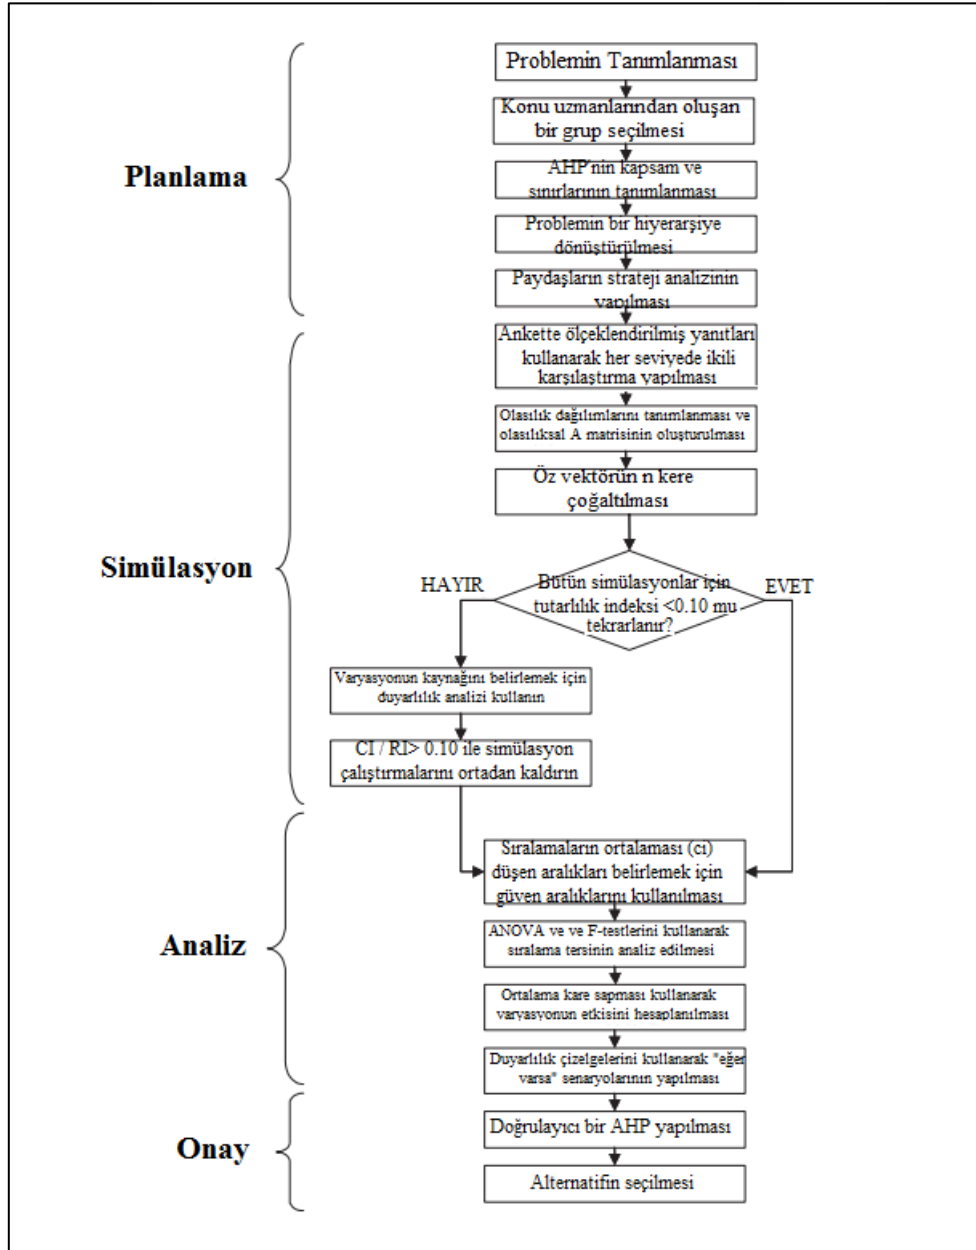 Planlama
Problemin Tanımlanması
Konu uzmanlarından oluşan
bir grup seçilmesi
AHP'nin kapsam ve
sınırlarının tanımlanması
Problemin bir hiyerarşiye
dönüştürülmesi
Paydaşların strateji analizinin
yapılması
Simülasyon
Ankette ölçeklendirilmiş yanıtları
kullanarak her seviyede ikili
karşılaştırma yapılması
Olasılık dağılımlarını tanımlanması ve
olasılıksal A matrisinin oluşturulması
Öz vektörün n kere
çoğaltılması
Bütün simülasyonlar için
tutarlılık indeksi <0.10 mu
tekrarlanır?
HAYIR
EVET
Varyasyonun kaynağını belirlemek için
duyarlılık analizi kullanın
CI / RI> 0.10 ile simülasyon
çalıştırmalarını ortadan kaldırın
Analiz
Sıralamaların ortalaması (ci)
düşen aralıkları belirlemek için
güven aralıklarını kullanılması
ANOVA ve ve F-testlerini kullanarak
sıralama tersinin analiz edilmesi
Ortalama kare sapması kullanarak
varyasyonun etkisini hesaplanılması
Duyarlılık çizelgelerini kullanarak "eğer
varsa" senaryolarının yapılması
Onay
Doğrulayıcı bir AHP yapılması
Alternatifin seçilmesi